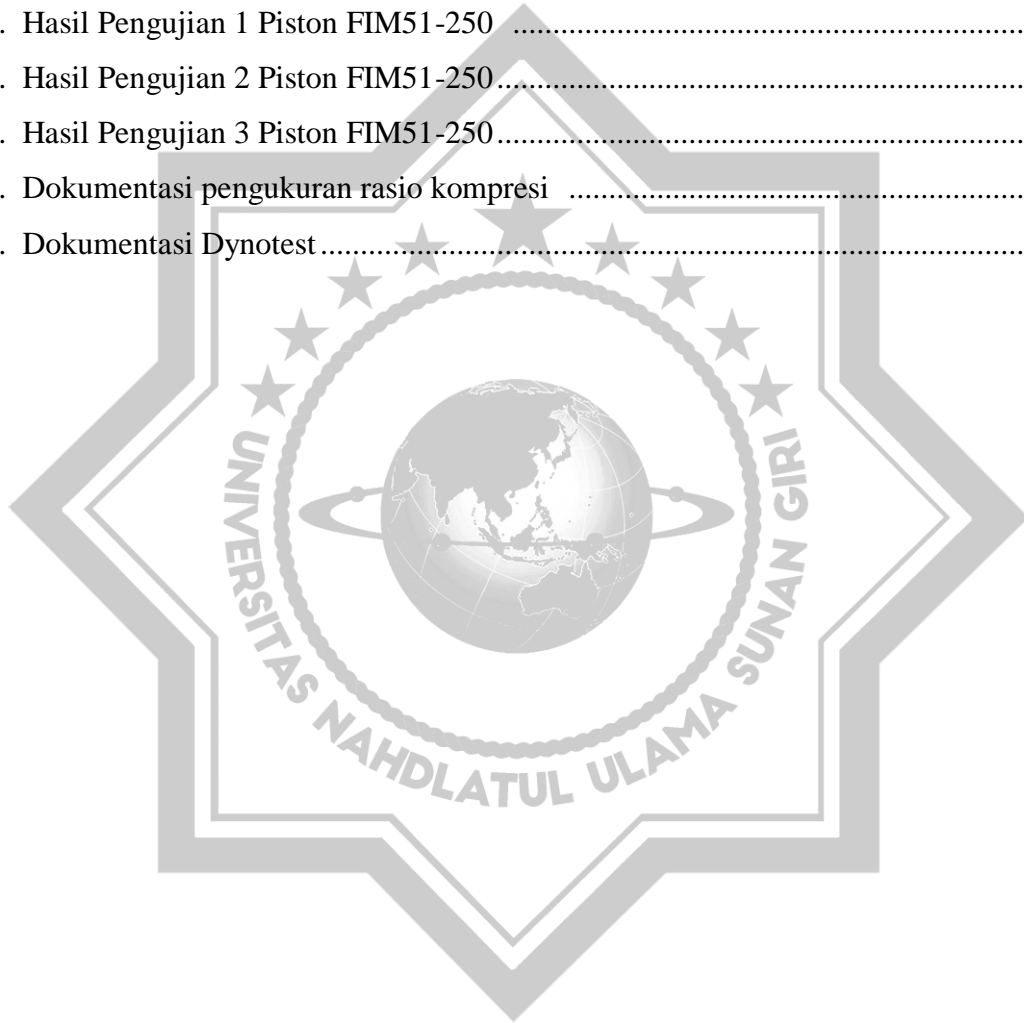 . Hasil Pengujian 1 Piston FIM51-250 ................................................................
. Hasil Pengujian 2 Piston FIM51-250 ..................................................................
. Hasil Pengujian 3 Piston FIM51-250 ..................................................................
. Dokumentasi pengukuran rasio kompresi .........................................................
. Dokumentasi Dynotest ........................................................................................
UNIVERSITAS NAHDLATUL ULAMA SUNAN GIRI